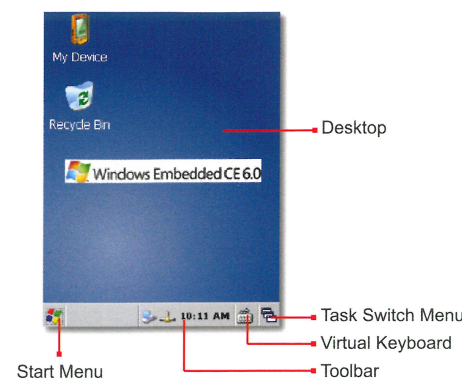 My Device
Recycle Bin
Desktop
Windows Embedded CE 6.0
10:11 AM
Task Switch Menu
Virtual Keyboard
Start Menu
Toolbar